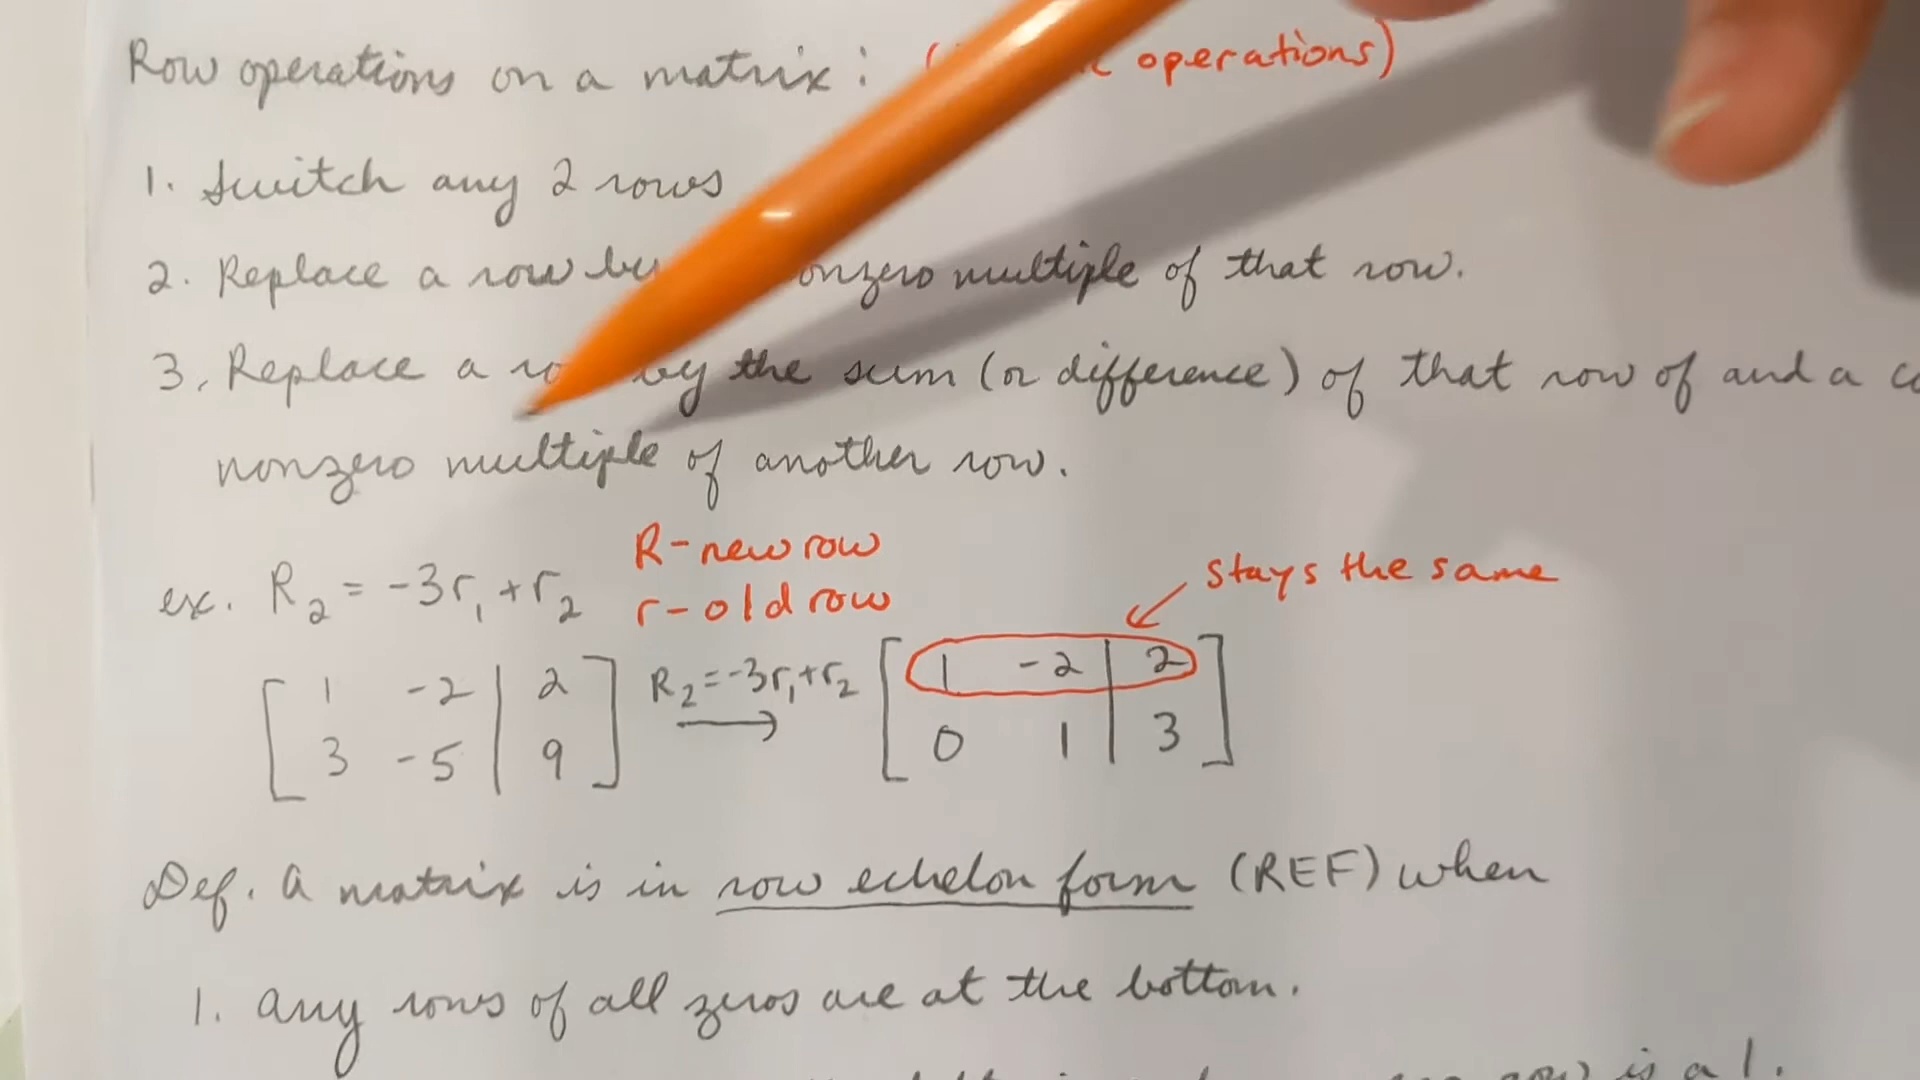 Row operations on a matrix: ( operations)
1. Switch any 2 rows
2. Replace a row by nonzero multiple of that row.
3. Replace a row by the sum (or difference) of that row of and a
nonzero multiple of another row.
ex. R₂ = -3r₁ + r₂
R - new row
r - old row
stays the same
[ 1 -2 | 2 ] R₂ = -3r₁ + r₂ → [ 1 -2 | 2 ]
[ 3 -5 | 9 ] [ 0 1 | 3 ]
Def. A matrix is in row echelon form (REF) when
1. Any rows of all zeros are at the bottom.
row is a 1.